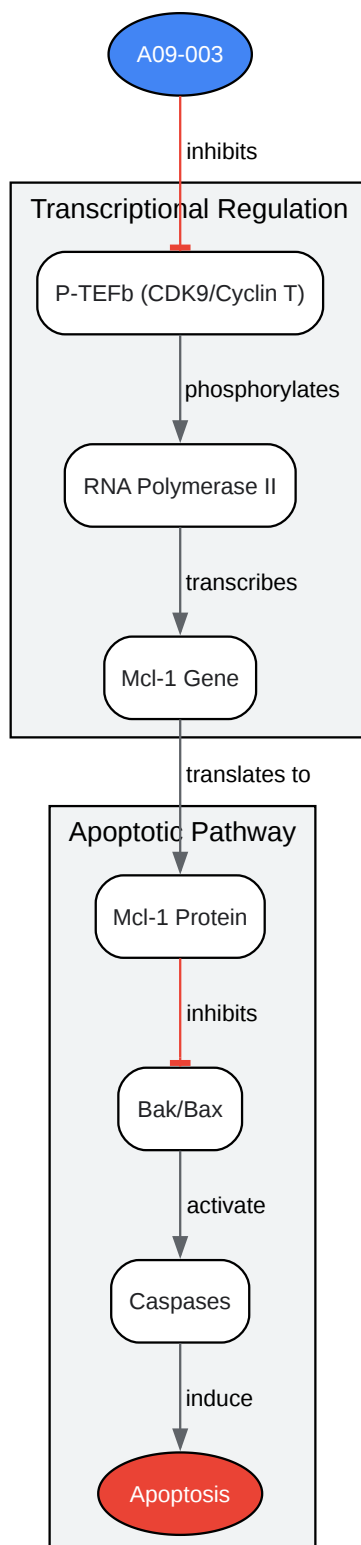 A09-003
inhibits
Transcriptional Regulation
P-TEFb (CDK9/Cyclin T)
phosphorylates
RNA Polymerase II
transcribes
Mcl-1 Gene
translates to
Apoptotic Pathway
Mcl-1 Protein
inhibits
Bak/Bax
activate
Caspases
induce
Apoptosis